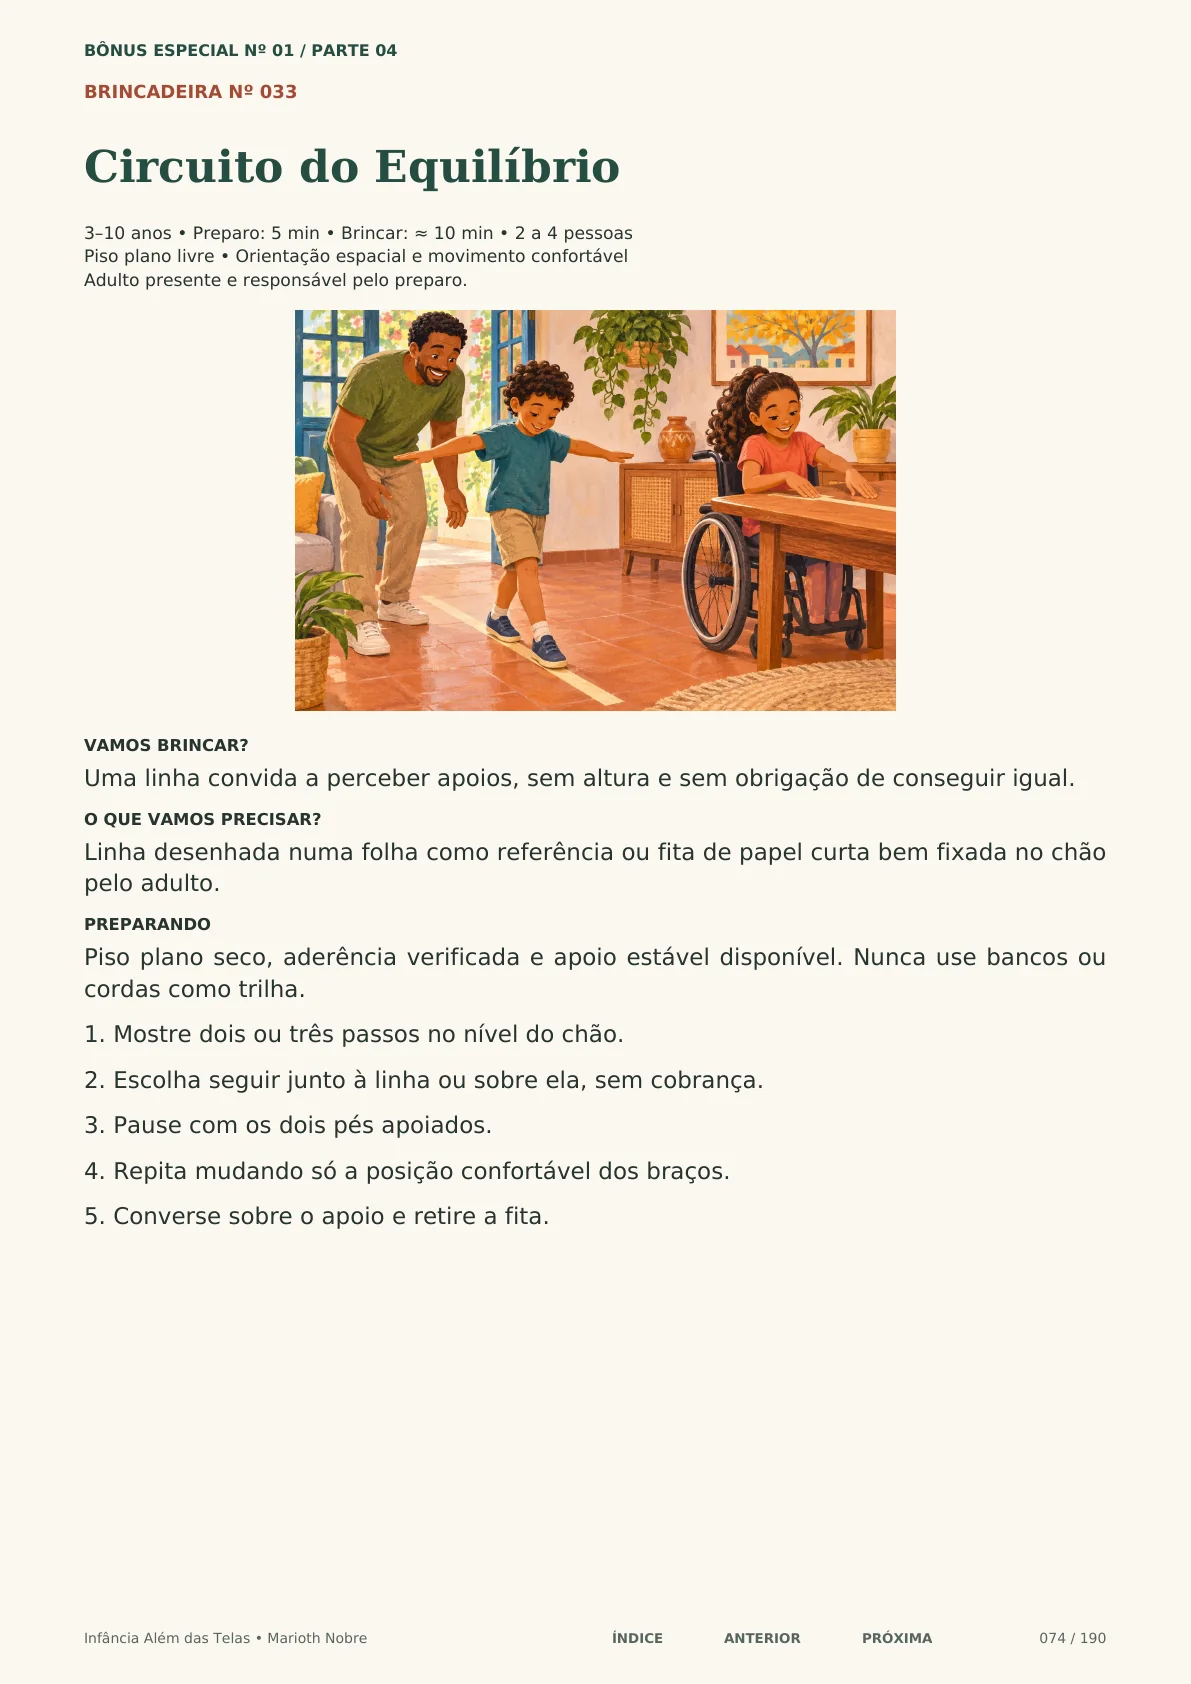 BÔNUS ESPECIAL Nº 01 / PARTE 04
BRINCADEIRA Nº 033
Circuito do Equilíbrio
3–10 anos • Preparo: 5 min • Brincar: ≈ 10 min • 2 a 4 pessoas
Piso plano livre • Orientação espacial e movimento confortável
Adulto presente e responsável pelo preparo.
VAMOS BRINCAR?
Uma linha convida a perceber apoios, sem altura e sem obrigação de conseguir igual.
O QUE VAMOS PRECISAR?
Linha desenhada numa folha como referência ou fita de papel curta bem fixada no chão
pelo adulto.
PREPARANDO
Piso plano seco, aderência verificada e apoio estável disponível. Nunca use bancos ou
cordas como trilha.
1. Mostre dois ou três passos no nível do chão.
2. Escolha seguir junto à linha ou sobre ela, sem cobrança.
3. Pause com os dois pés apoiados.
4. Repita mudando só a posição confortável dos braços.
5. Converse sobre o apoio e retire a fita.
Infância Além das Telas • Marioth Nobre
ÍNDICE
ANTERIOR
PRÓXIMA
074 / 190